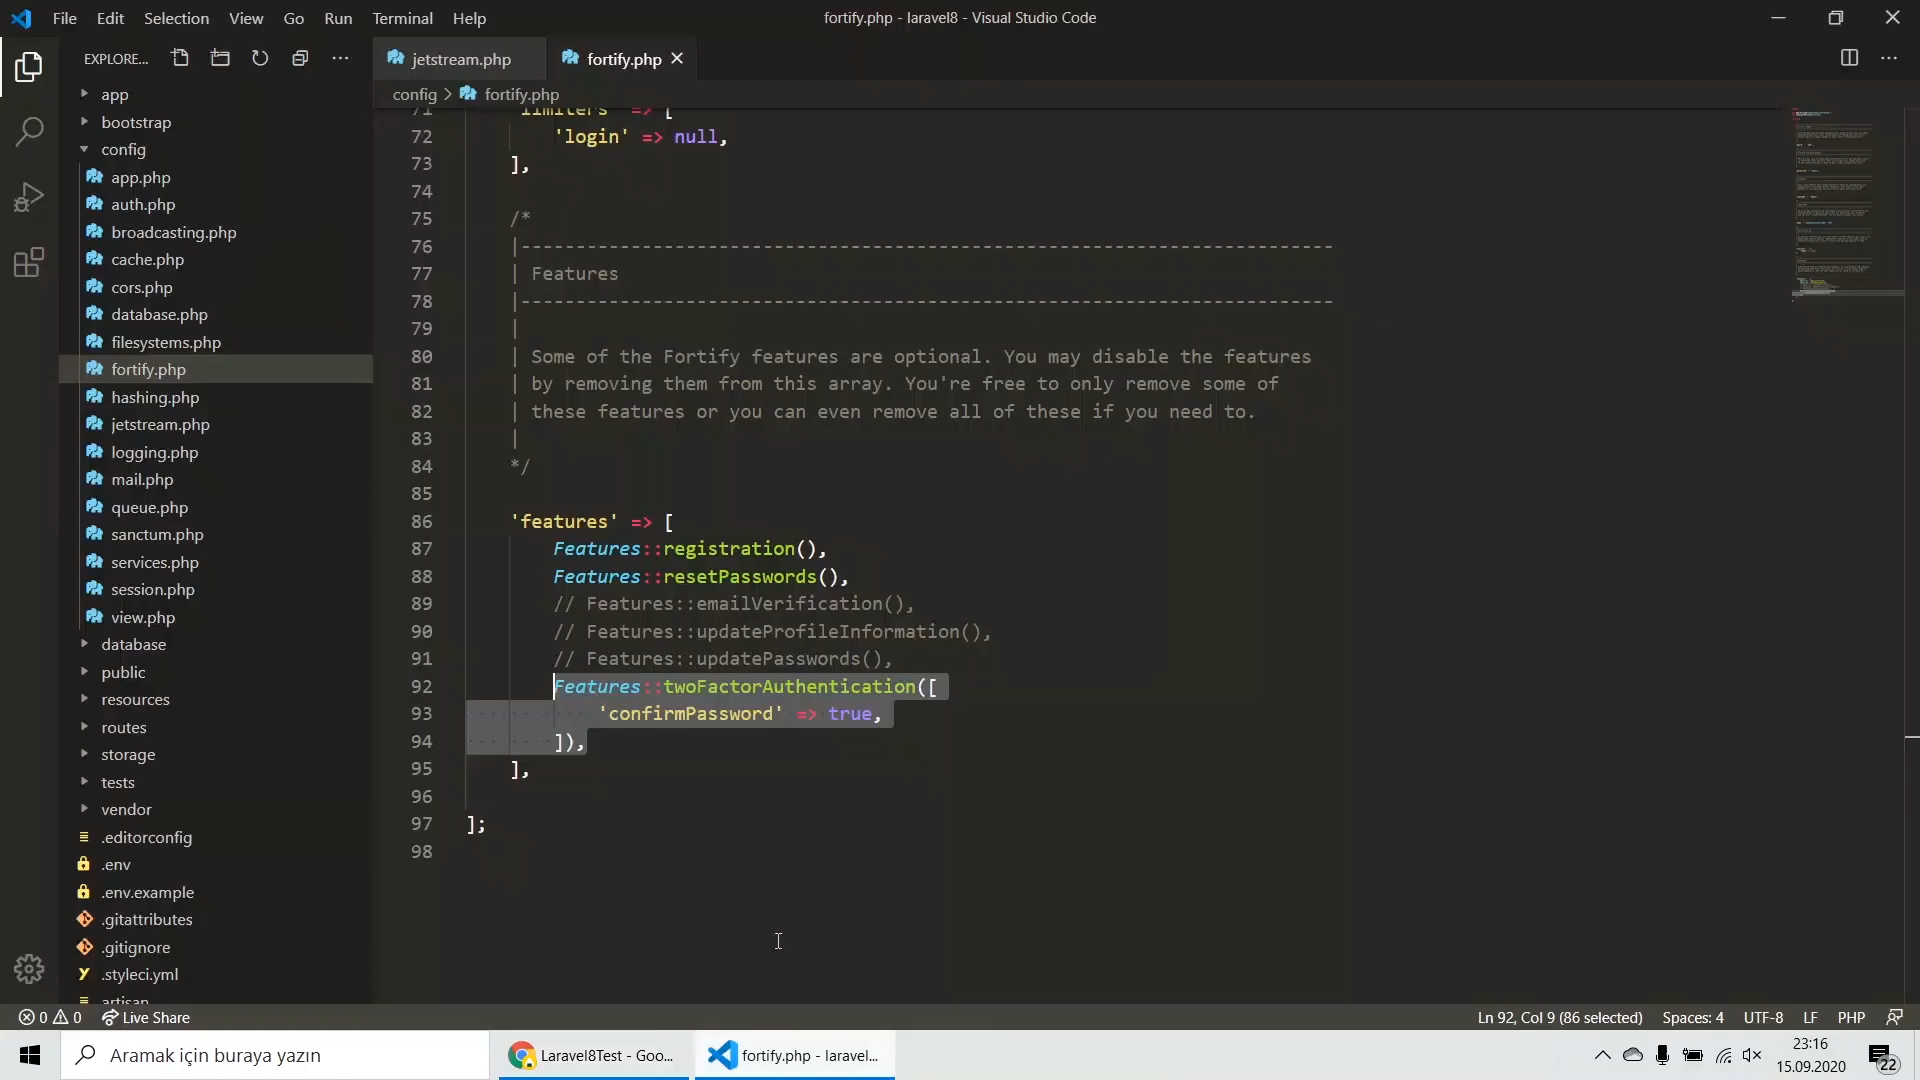 File Edit Selection View Go Run Terminal Help
fortify.php - laravel8 - Visual Studio Code
EXPLORE...
jetstream.php
fortify.php
config > fortify.php
app
bootstrap
config
app.php
auth.php
broadcasting.php
cache.php
cors.php
database.php
filesystems.php
fortify.php
hashing.php
jetstream.php
logging.php
mail.php
queue.php
sanctum.php
services.php
session.php
view.php
database
public
resources
routes
storage
tests
vendor
.editorconfig
.env
.env.example
.gitattributes
.gitignore
.styleci.yml
artisan
71 'limiters' => [
72 'login' => null,
73 ],
74
75 /*
76 |--------------------------------------------------------------------------
77 | Features
78 |--------------------------------------------------------------------------
79 |
80 | Some of the Fortify features are optional. You may disable the features
81 | by removing them from this array. You're free to only remove some of
82 | these features or you can even remove all of these if you need to.
83 |
84 */
85
86 'features' => [
87 Features::registration(),
88 Features::resetPasswords(),
89 // Features::emailVerification(),
90 // Features::updateProfileInformation(),
91 // Features::updatePasswords(),
92 Features::twoFactorAuthentication([
93 'confirmPassword' => true,
94 ]),
95 ],
96
97 ];
98
0 0 Live Share
Ln 92, Col 9 (86 selected) Spaces: 4 UTF-8 LF PHP
Aramak için buraya yazın
Laravel8Test - Goo...
fortify.php - laravel...
23:16
15.09.2020
22